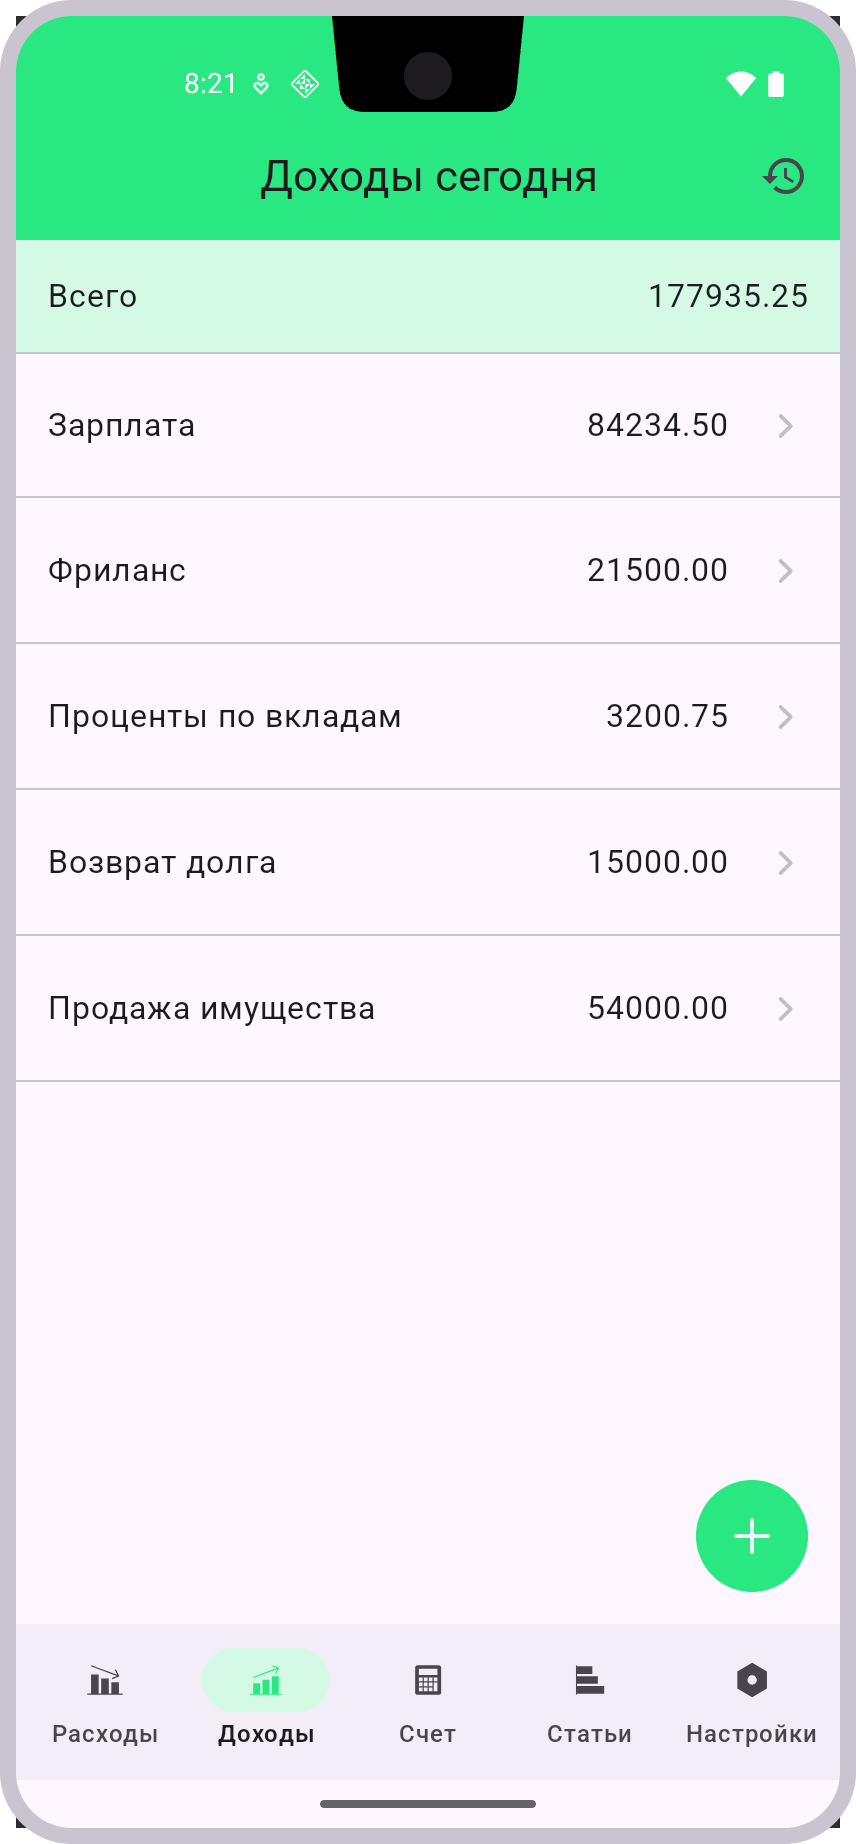 8:21
Доходы сегодня
Всего 177935.25
Зарплата 84234.50
Фриланс 21500.00
Проценты по вкладам 3200.75
Возврат долга 15000.00
Продажа имущества 54000.00
Расходы Доходы Счет Статьи Настройки